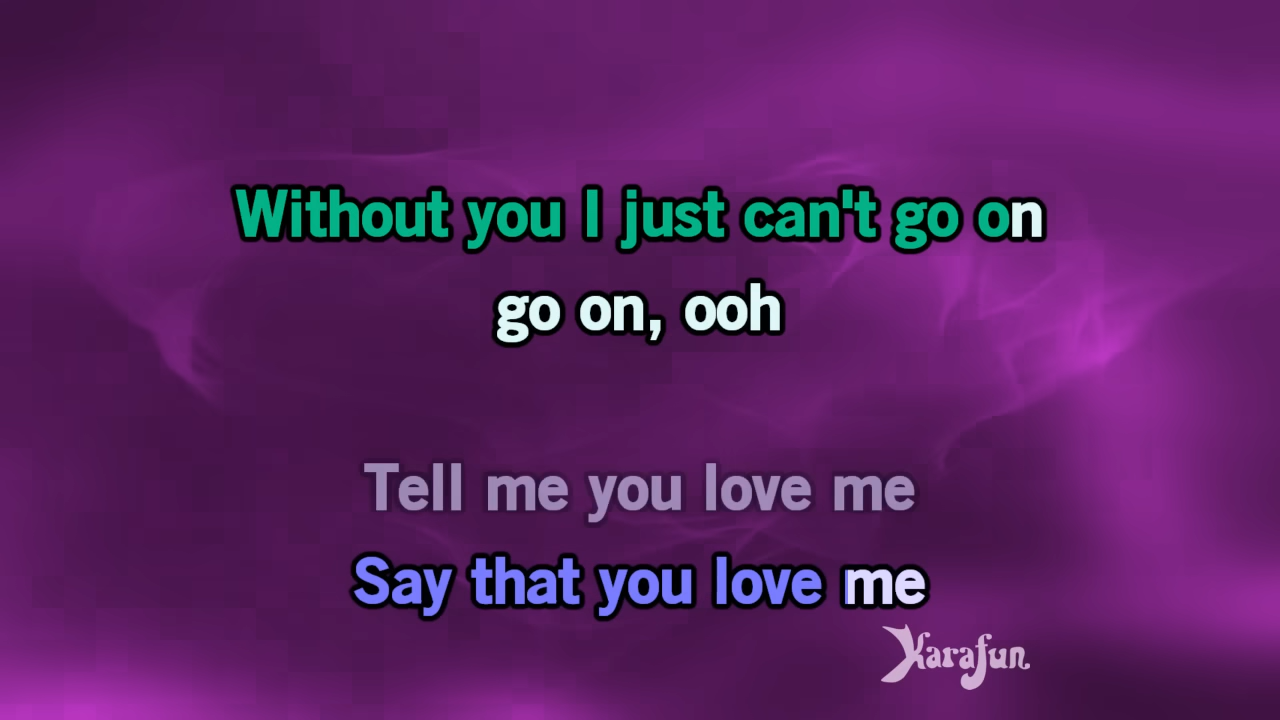 Without you I just can't go on
go on, ooh
Tell me you love me
Say that you love me
Karafun